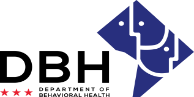 DBH
DEPARTMENT OF
BEHAVIORAL HEALTH